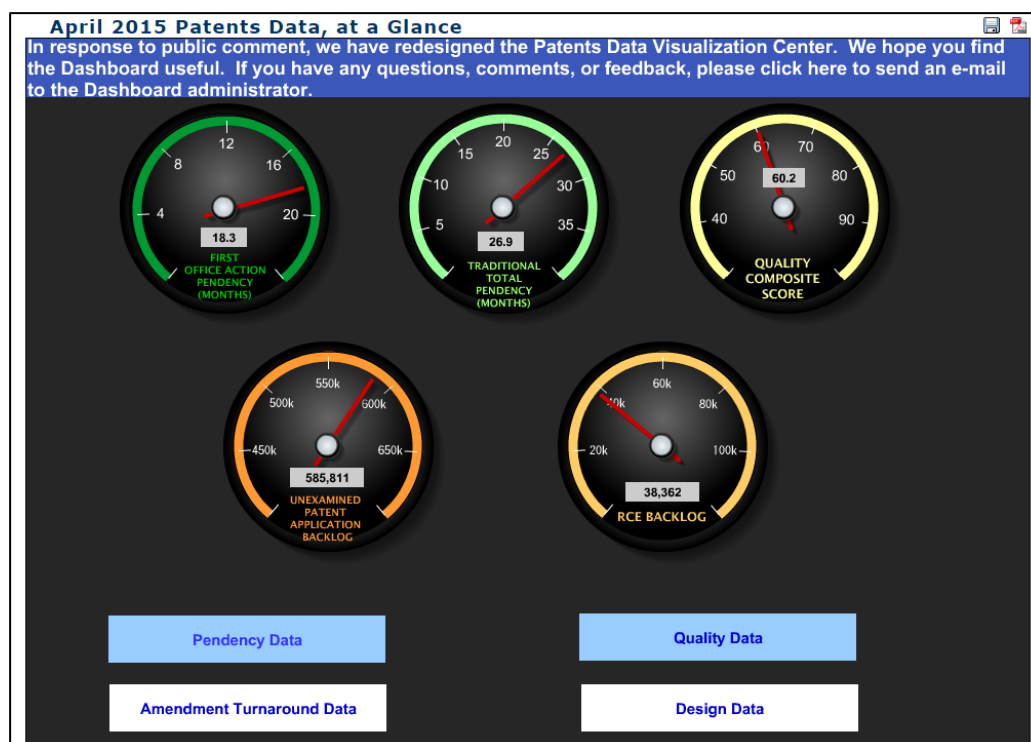 April 2015 Patents Data, at a Glance
In response to public comment, we have redesigned the Patents Data Visualization Center. We hope you find
the Dashboard useful. If you have any questions, comments, or feedback, please click here to send an e-mail
to the Dashboard administrator.
4
8
12
16
20
18.3
FIRST
OFFICE ACTION
PENDENCY
(MONTHS)
5
10
15
20
25
30
35
26.9
TRADITIONAL
TOTAL
PENDENCY
(MONTHS)
40
50
60
70
80
90
60.2
QUALITY
COMPOSITE
SCORE
450k
500k
550k
600k
650k
585,811
UNEXAMINED
PATENT
APPLICATION
BACKLOG
20k
40k
60k
80k
100k
38,362
RCE BACKLOG
Pendency Data
Quality Data
Amendment Turnaround Data
Design Data